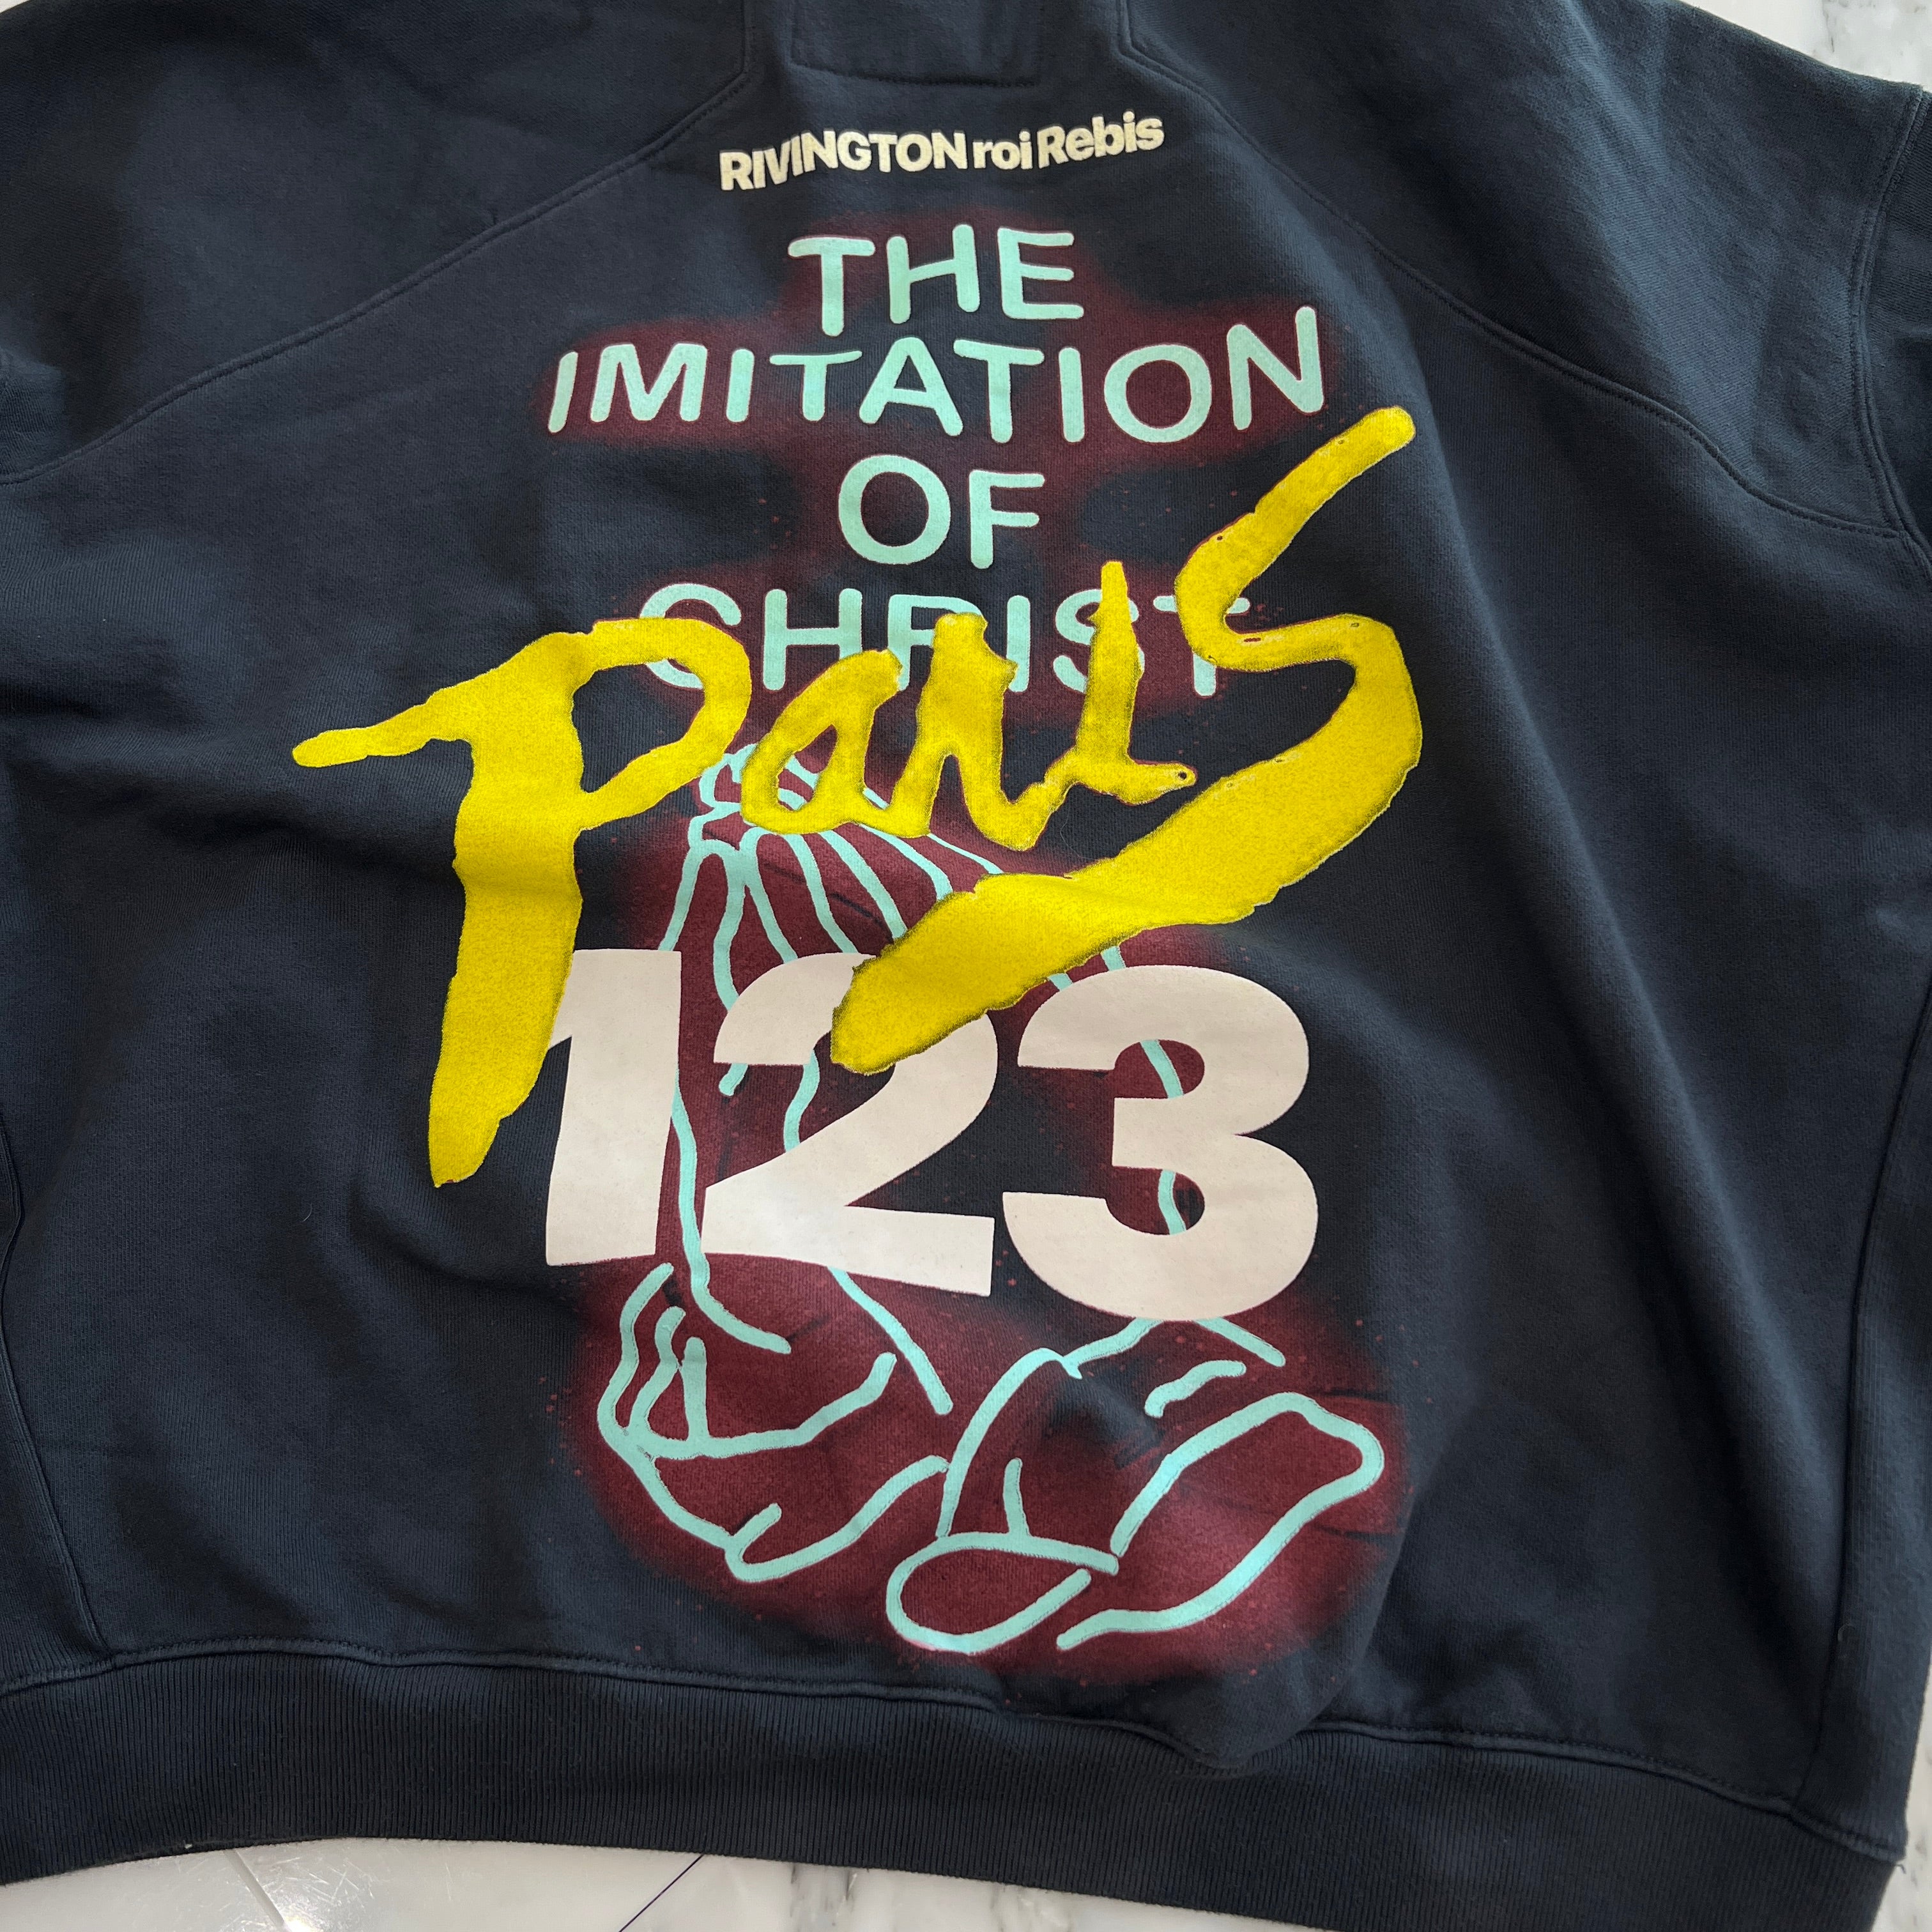 RIVINGTON roi Rebis
THE
IMITATION
OF
CHRIST
Paris
123